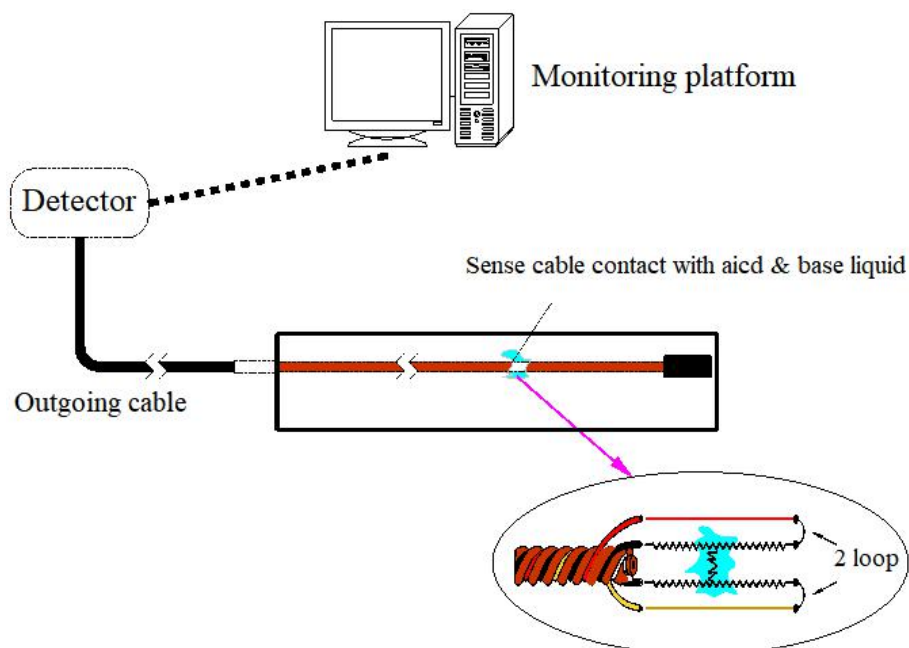 Monitoring platform
Detector
Sense cable contact with aicd & base liquid
Outgoing cable
2 loop